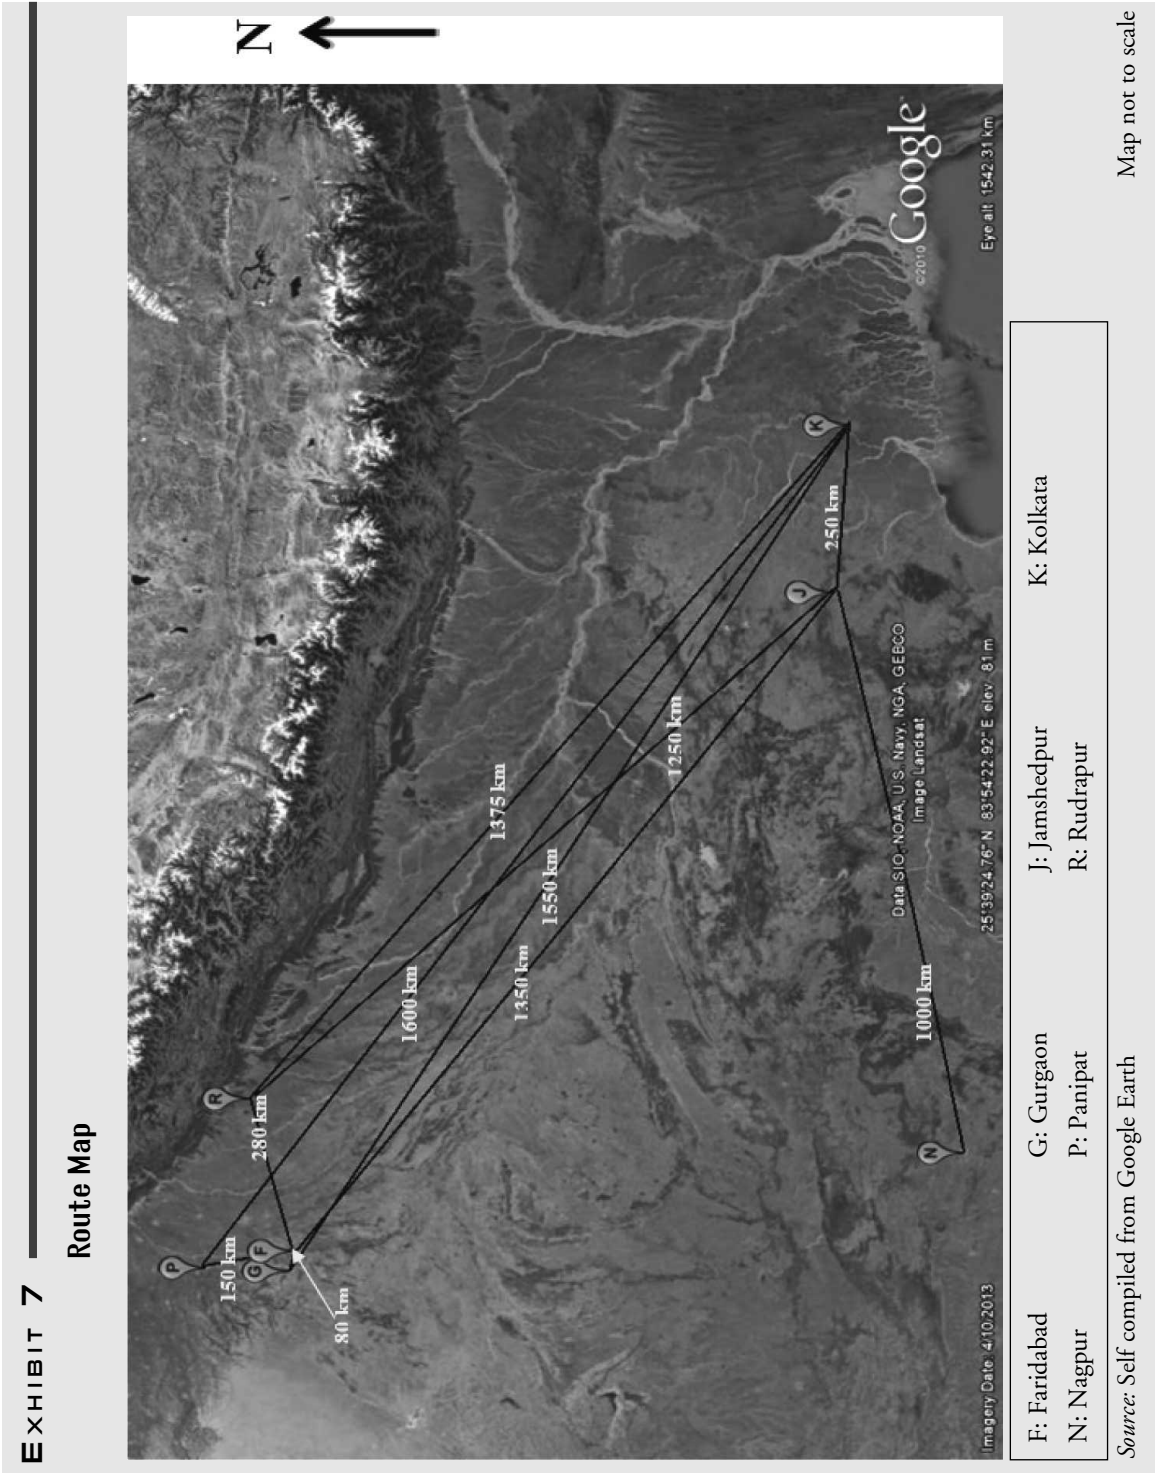 EXHIBIT 7
Route Map
N
P
150 km
G
F
80 km
R
280 km
1600 km
1350 km
1550 km
1375 km
1250 km
N
1000 km
J
250 km
K
Data SIO, NOAA, U.S. Navy, NGA, GEBCO
Image Landsat
©2010 Google
Imagery Date: 4/10/2013
25°39'24.76" N 83°54'22.92" E elev 81 m
Eye alt 1542.31 km
F: Faridabad G: Gurgaon J: Jamshedpur K: Kolkata
N: Nagpur P: Panipat R: Rudrapur
Source: Self compiled from Google Earth
Map not to scale